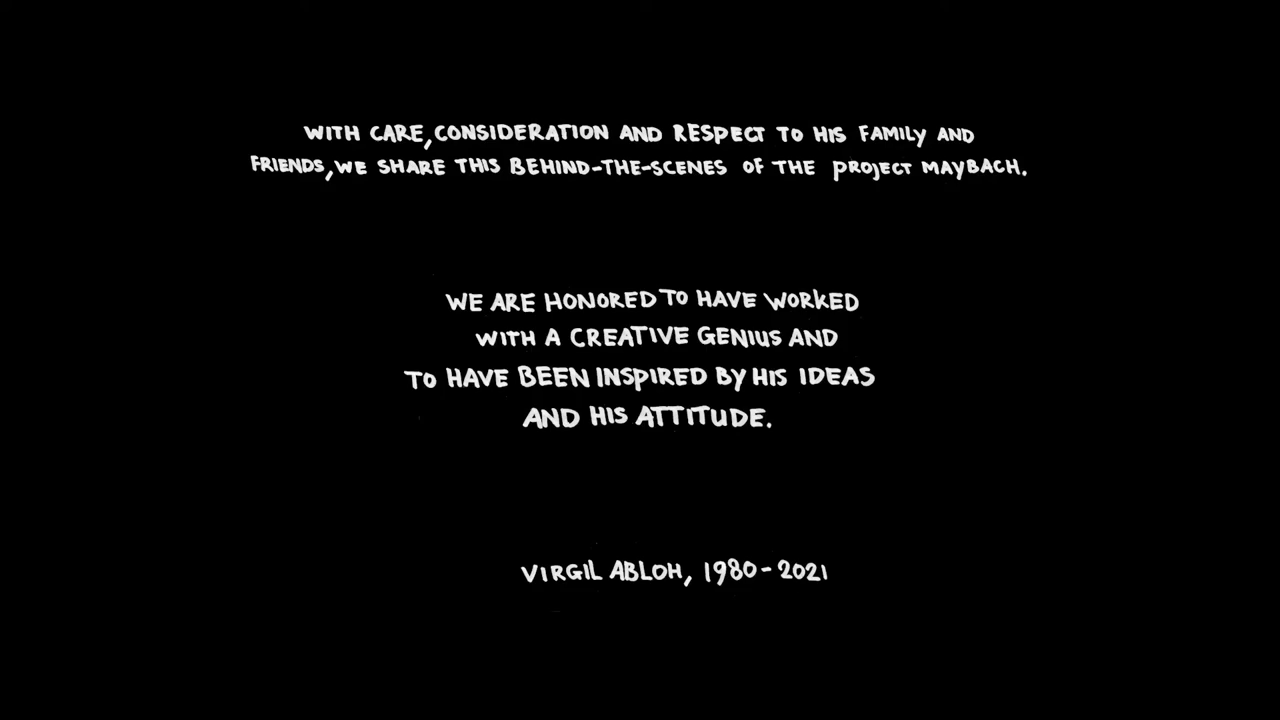 WITH CARE, CONSIDERATION AND RESPECT TO HIS FAMILY AND
FRIENDS, WE SHARE THIS BEHIND-THE-SCENES OF THE PROJECT MAYBACH.
WE ARE HONORED TO HAVE WORKED
WITH A CREATIVE GENIUS AND
TO HAVE BEEN INSPIRED BY HIS IDEAS
AND HIS ATTITUDE.
VIRGIL ABLOH, 1980-2021